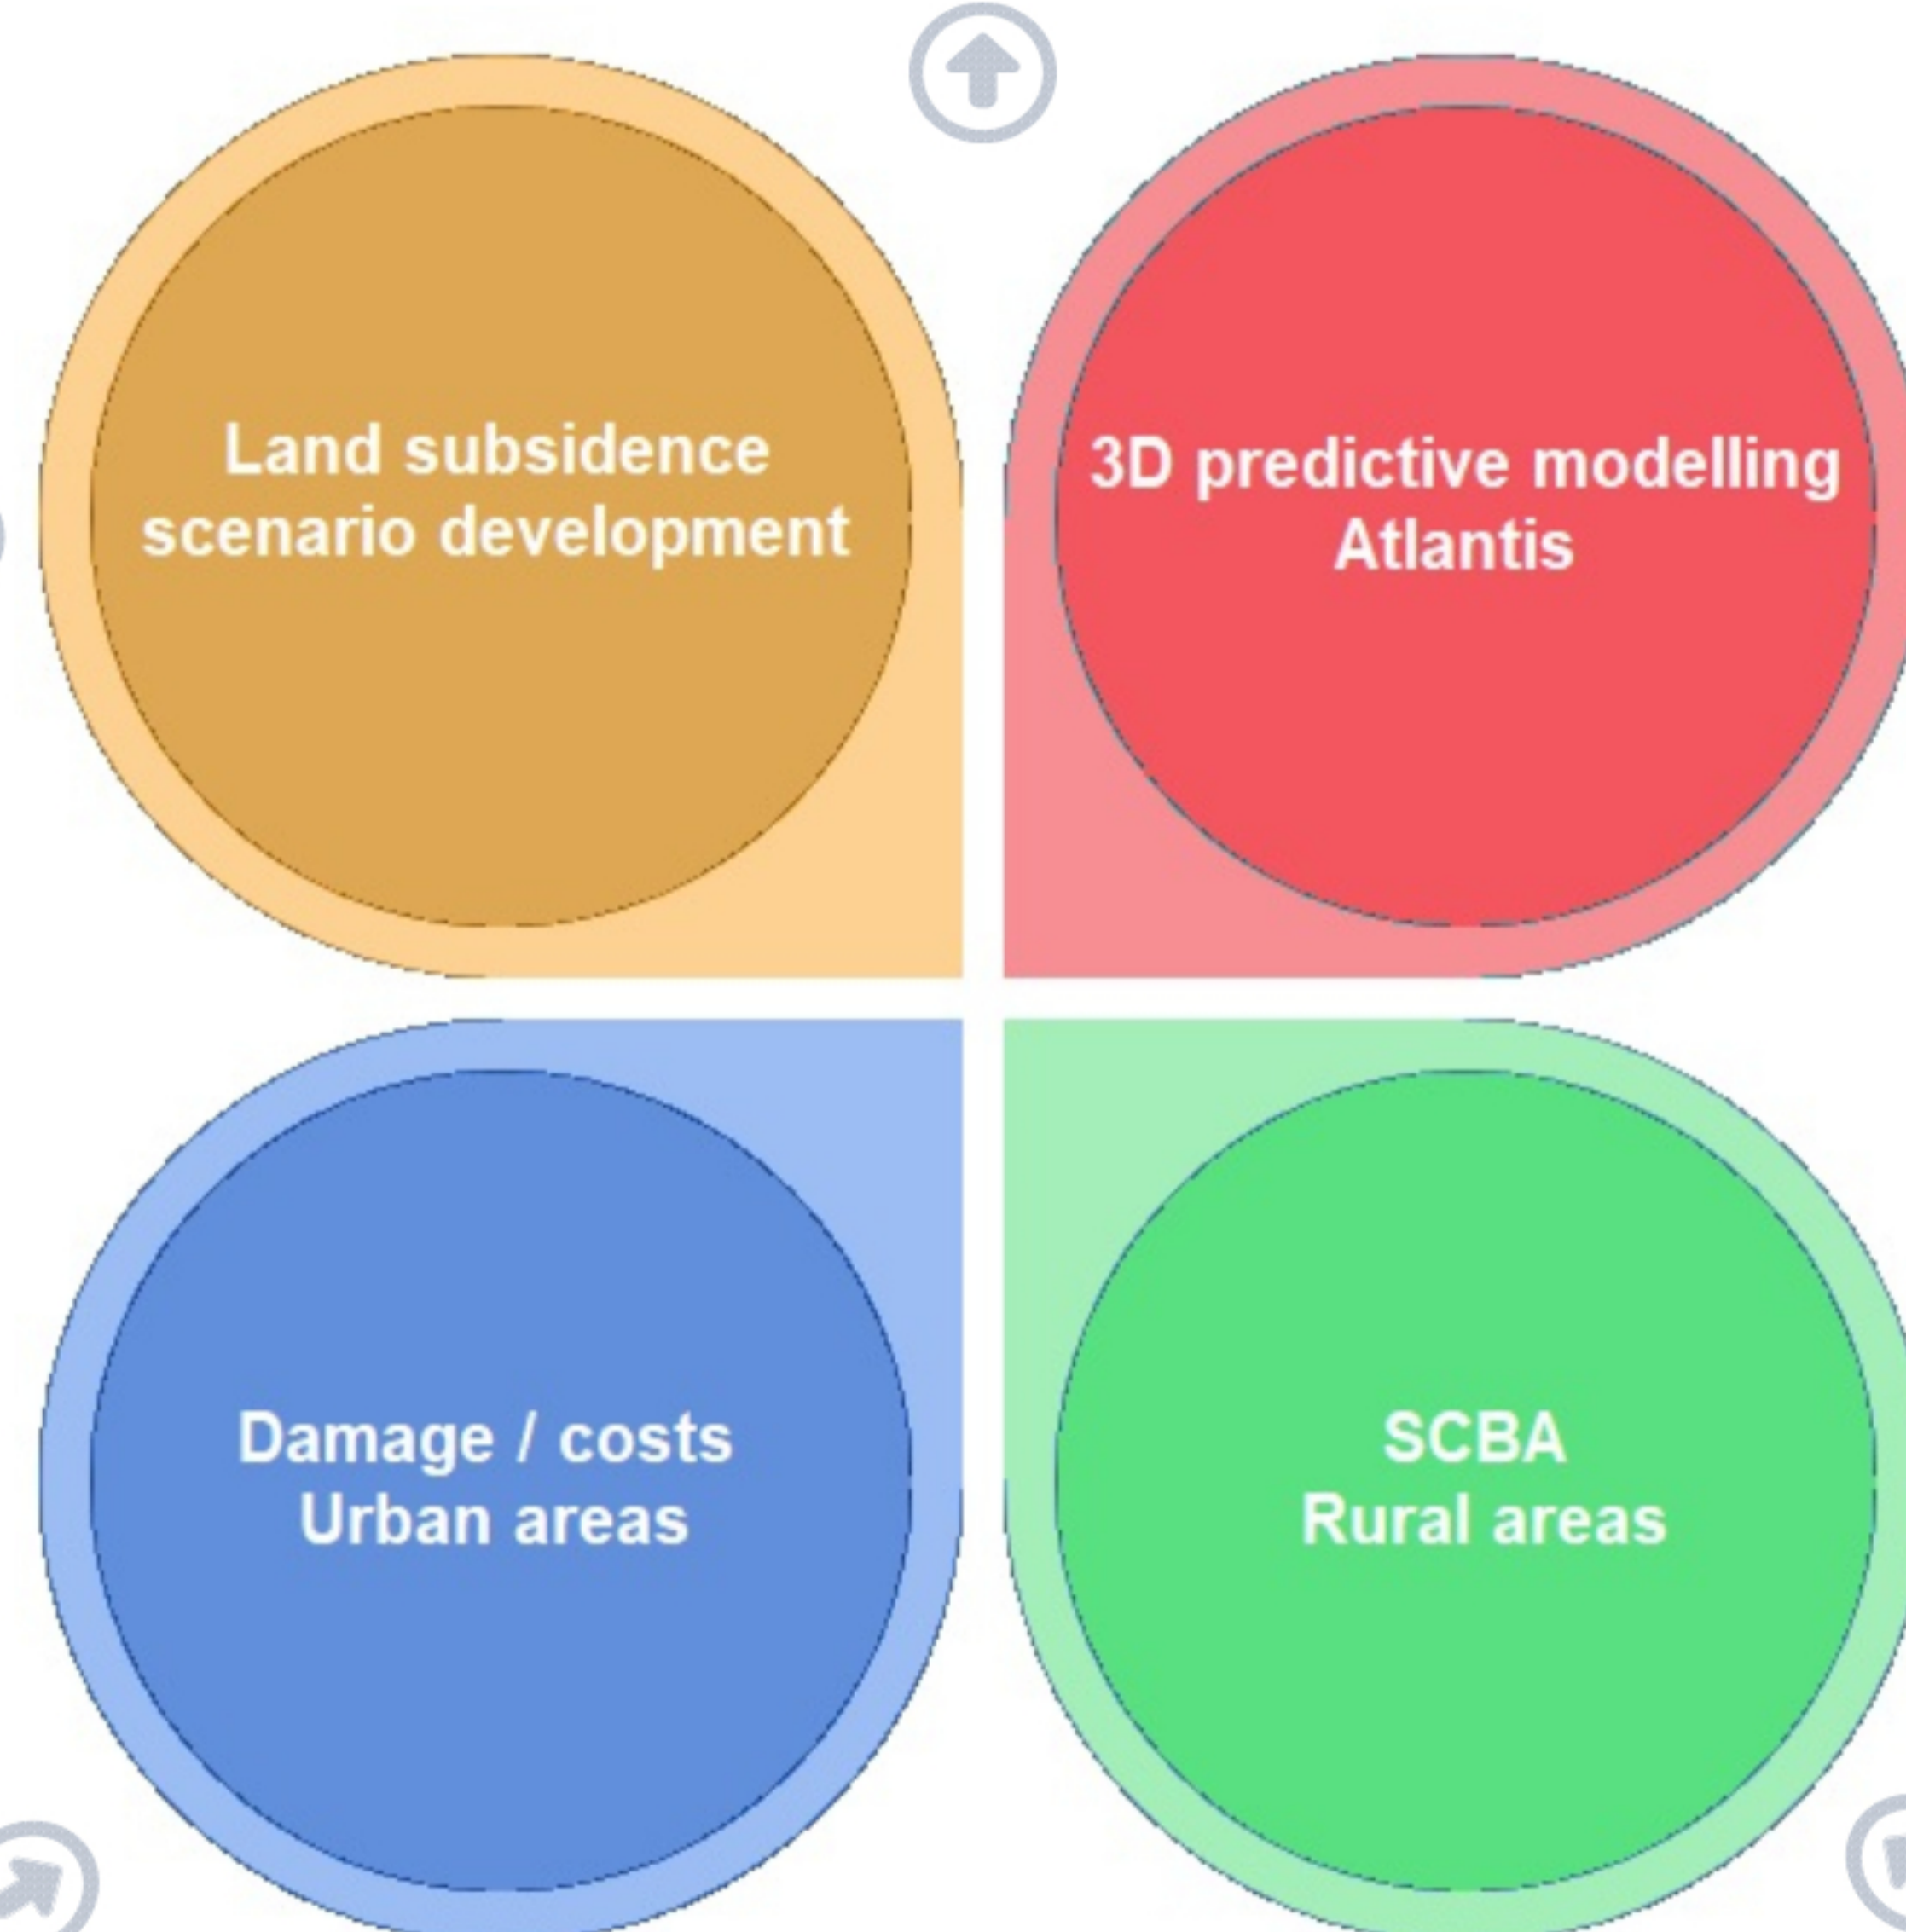 Land subsidence
scenario development
3D predictive modelling
Atlantis
Damage / costs
Urban areas
SCBA
Rural areas